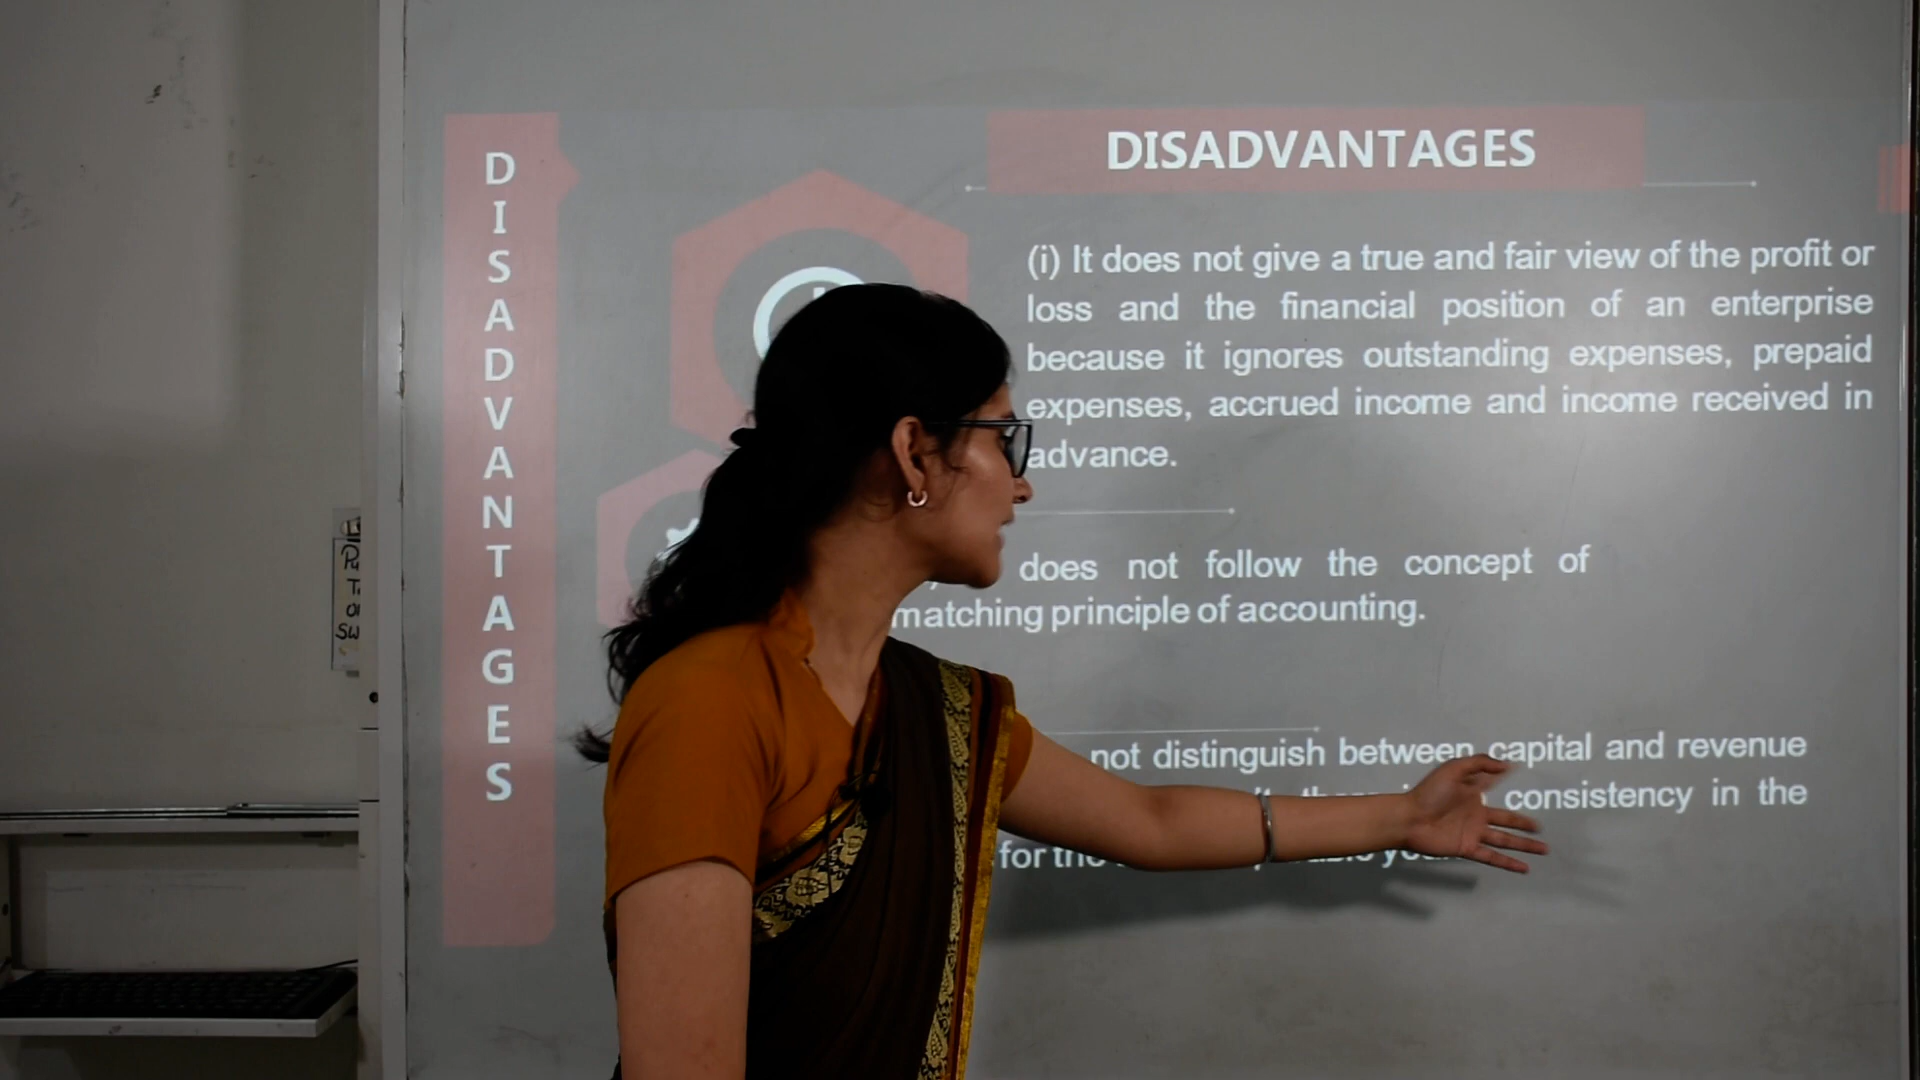 DISADVANTAGES
DISADVANTAGES
(i) It does not give a true and fair view of the profit or
loss and the financial position of an enterprise
because it ignores outstanding expenses, prepaid
expenses, accrued income and income received in
advance.
does not follow the concept of
matching principle of accounting.
not distinguish between capital and revenue
consistency in the
for the